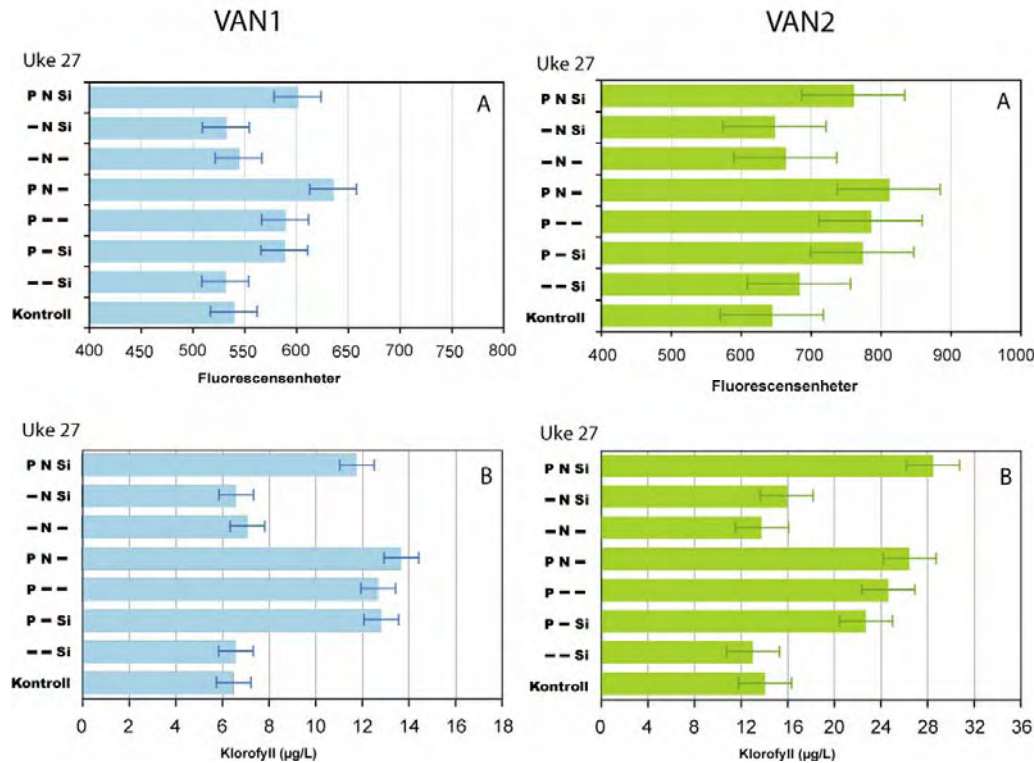 VAN1
VAN2
Uke 27
A
P N Si
– N Si
– N –
P N –
P – –
P – Si
– – Si
Kontroll
400 450 500 550 600 650 700 750 800
Fluorescensenheter
Uke 27
A
P N Si
– N Si
– N –
P N –
P – –
P – Si
– – Si
Kontroll
400 500 600 700 800 900 1000
Fluorescensenheter
Uke 27
B
P N Si
– N Si
– N –
P N –
P – –
P – Si
– – Si
Kontroll
0 2 4 6 8 10 12 14 16 18
Klorofyll (µg/L)
Uke 27
B
P N Si
– N Si
– N –
P N –
P – –
P – Si
– – Si
Kontroll
0 4 8 12 16 20 24 28 32 36
Klorofyll (µg/L)